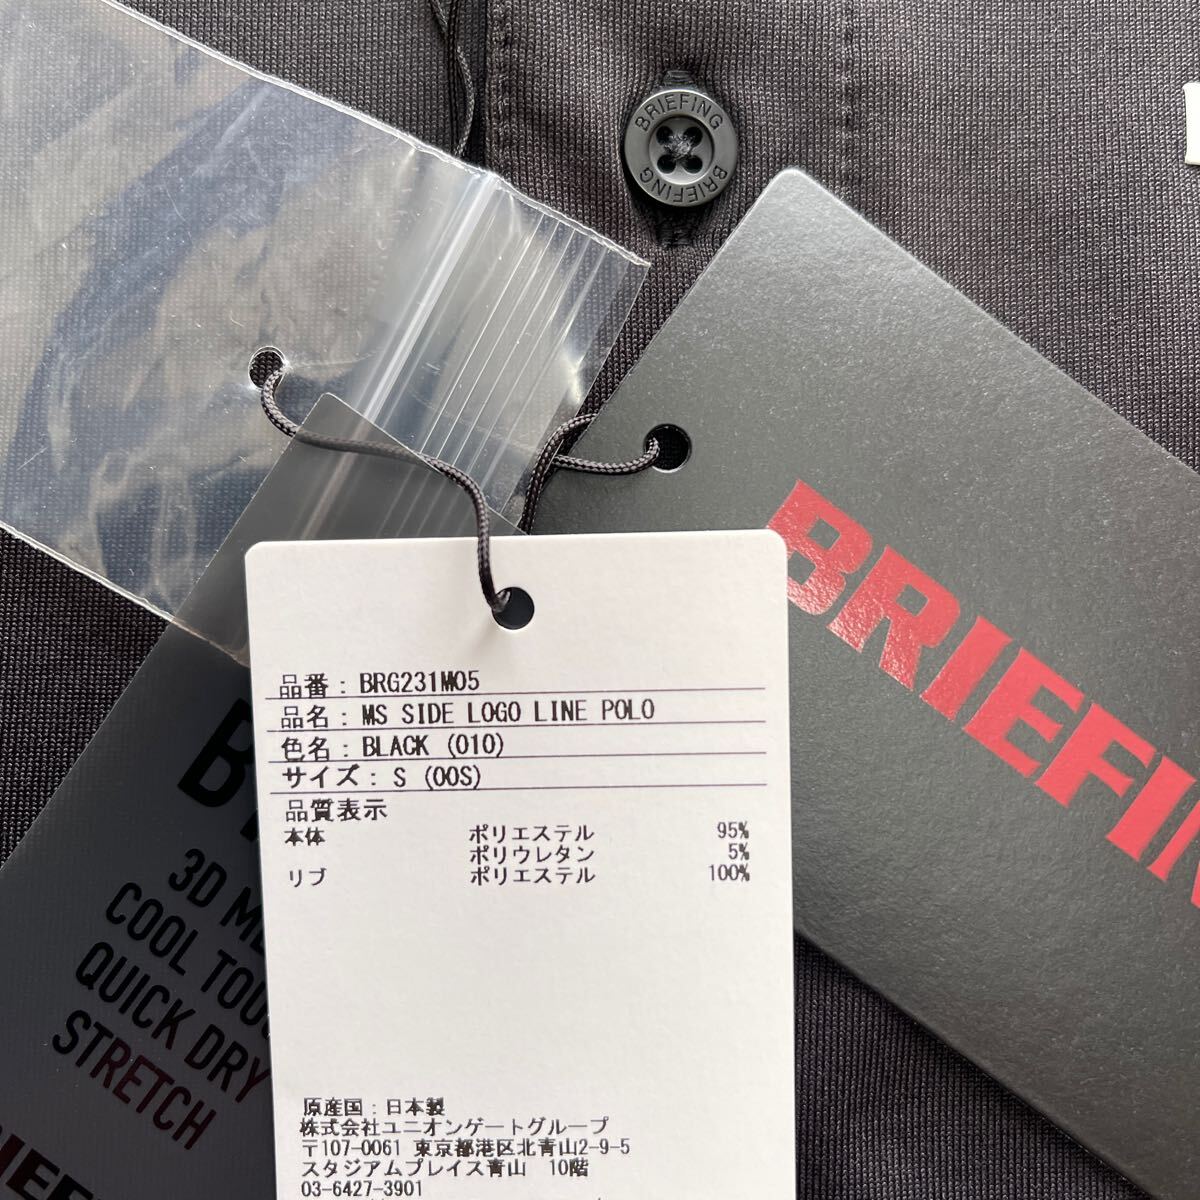 BRIEFING
BRIEFING
品番 : BRG231M05
品名 : MS SIDE LOGO LINE POLO
色名 : BLACK (010)
サイズ : S (00S)
品質表示
本体 ポリエステル 95%
ポリウレタン 5%
リブ ポリエステル 100%
原産国 : 日本製
株式会社ユニオンゲートグループ
〒107-0061 東京都港区北青山2-9-5
スタジアムプレイス青山 10階
03-6427-3901
BRIEFIN
3D ME
COOL TOU
QUICK DRY
STRETCH